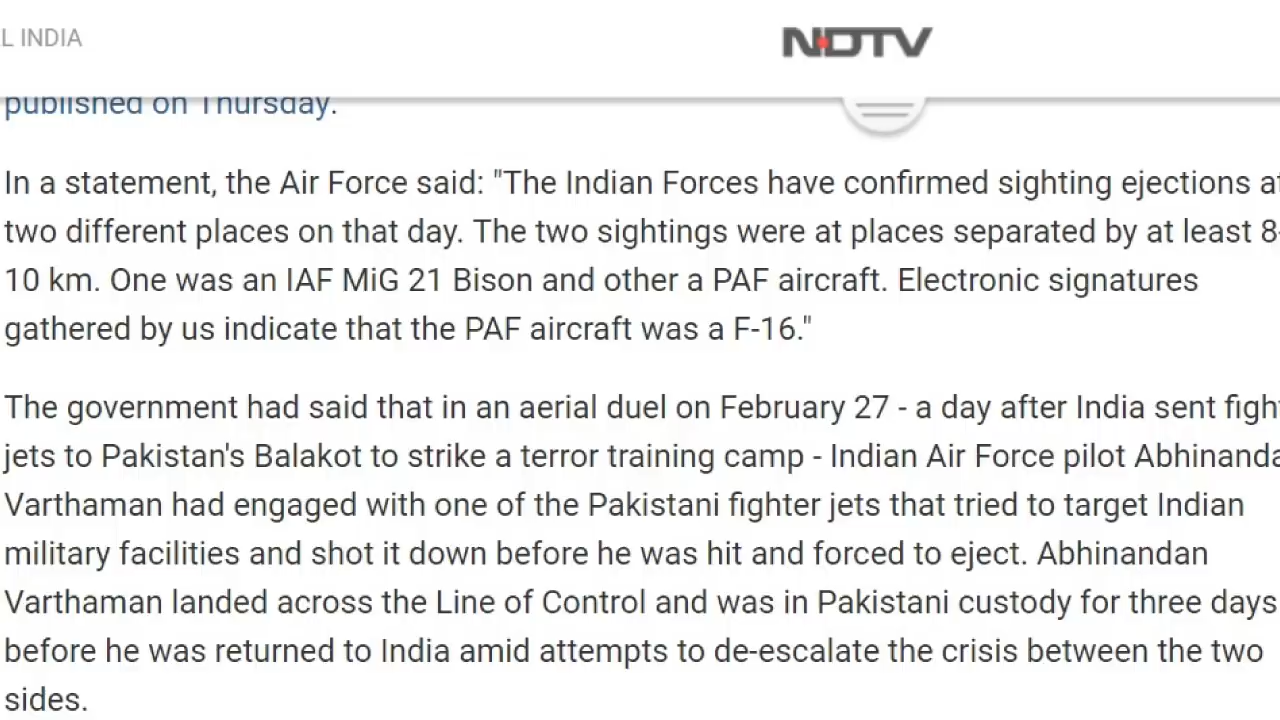 L INDIA
NDTV
published on Thursday.
In a statement, the Air Force said: "The Indian Forces have confirmed sighting ejections at
two different places on that day. The two sightings were at places separated by at least 8-
10 km. One was an IAF MiG 21 Bison and other a PAF aircraft. Electronic signatures
gathered by us indicate that the PAF aircraft was a F-16."
The government had said that in an aerial duel on February 27 - a day after India sent figh
jets to Pakistan's Balakot to strike a terror training camp - Indian Air Force pilot Abhinanda
Varthaman had engaged with one of the Pakistani fighter jets that tried to target Indian
military facilities and shot it down before he was hit and forced to eject. Abhinandan
Varthaman landed across the Line of Control and was in Pakistani custody for three days
before he was returned to India amid attempts to de-escalate the crisis between the two
sides.